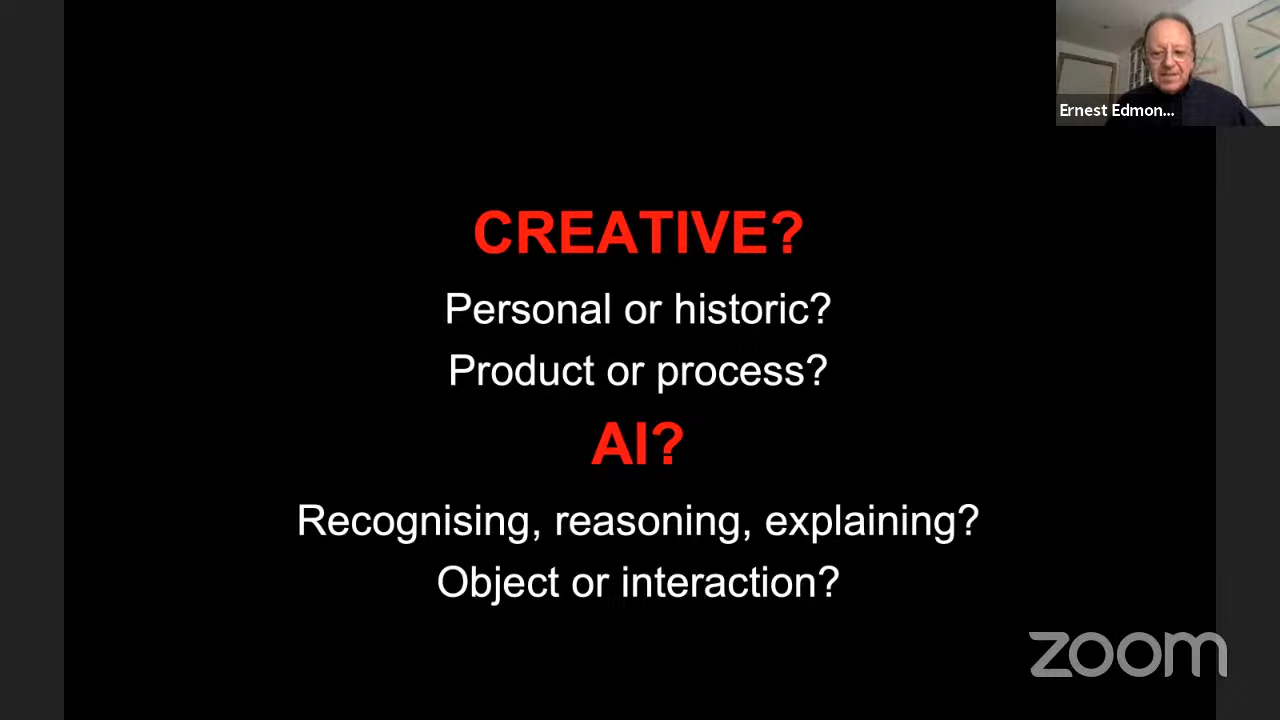 Ernest Edmon...
CREATIVE?
Personal or historic?
Product or process?
AI?
Recognising, reasoning, explaining?
Object or interaction?
zoom